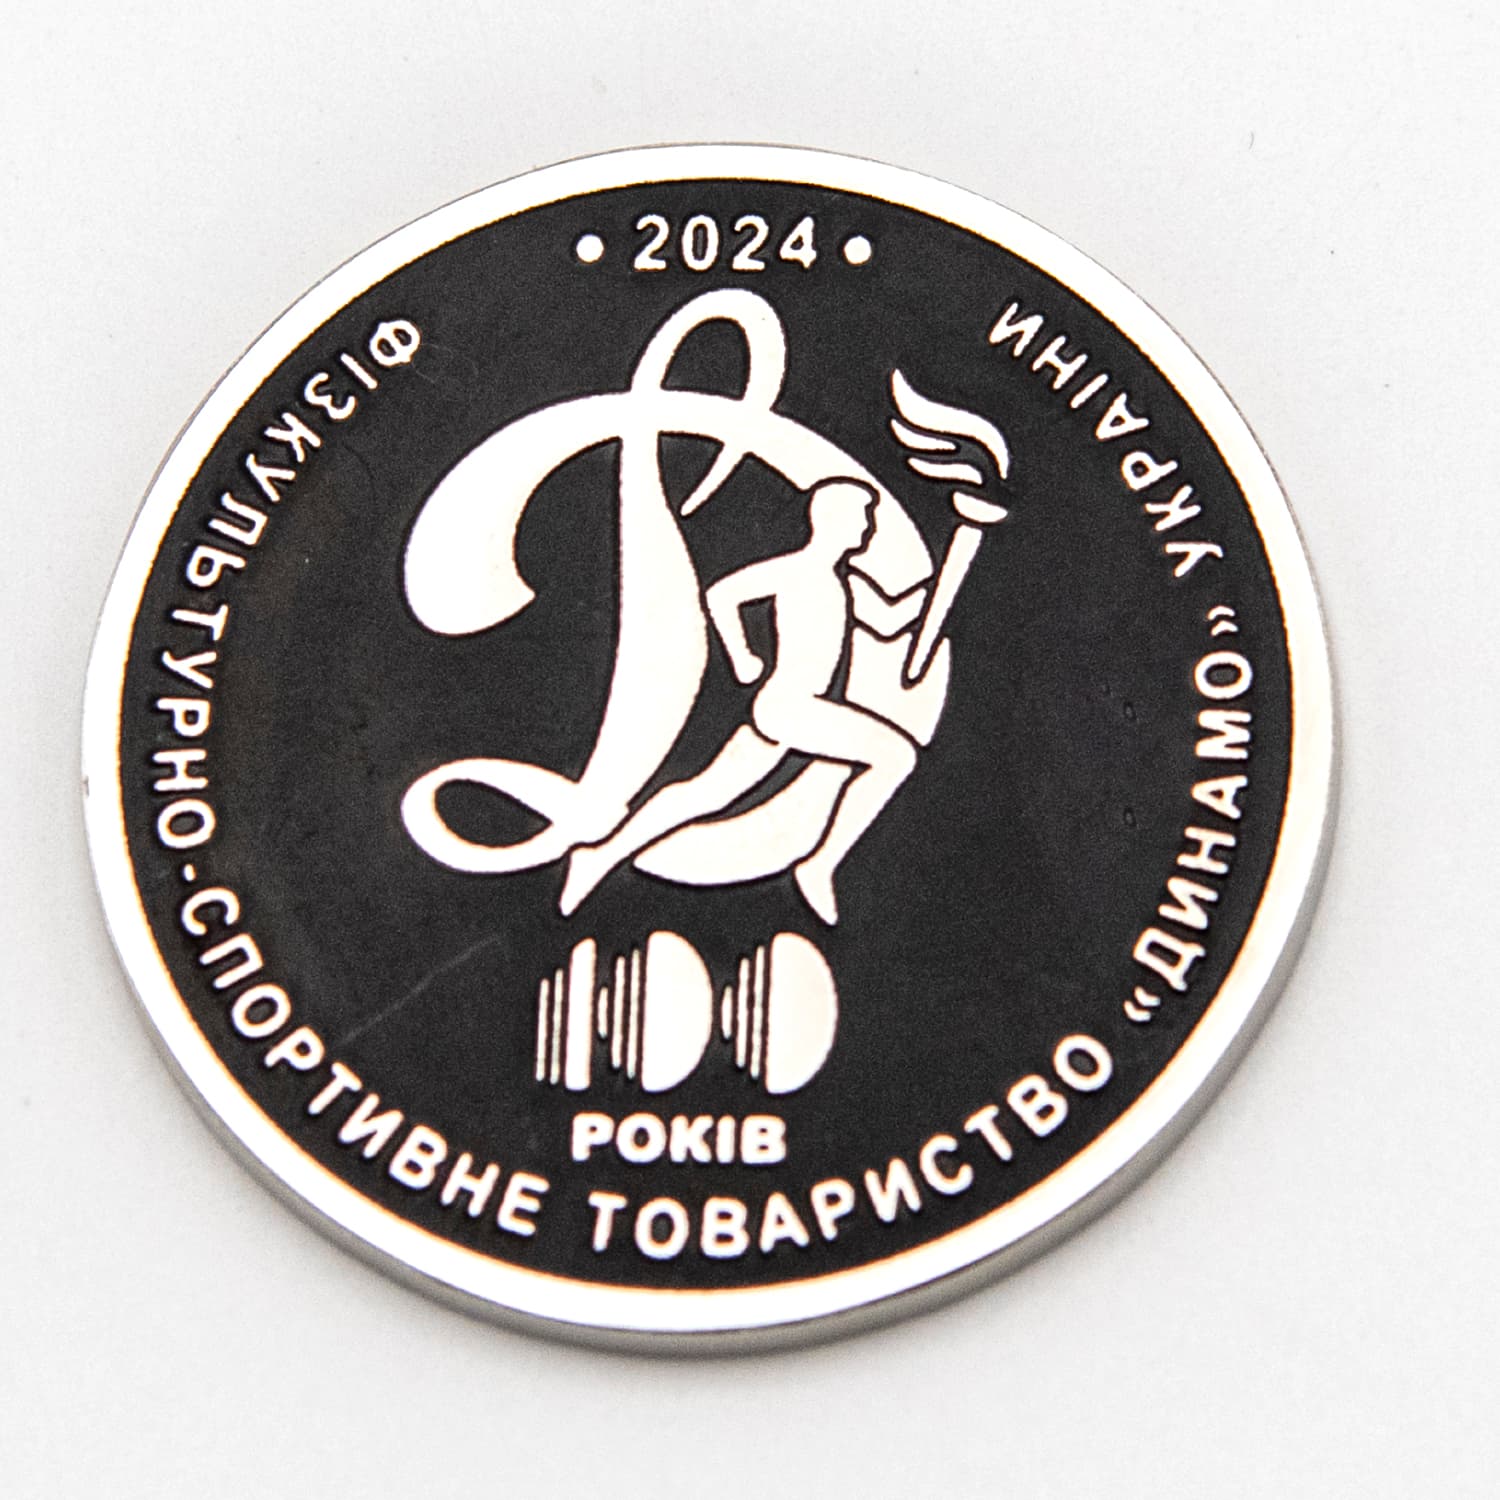 • 2024 •
ФІЗКУЛЬТУРНО-СПОРТИВНЕ ТОВАРИСТВО «ДИНАМО» УКРАЇНИ
100
РОКІВ